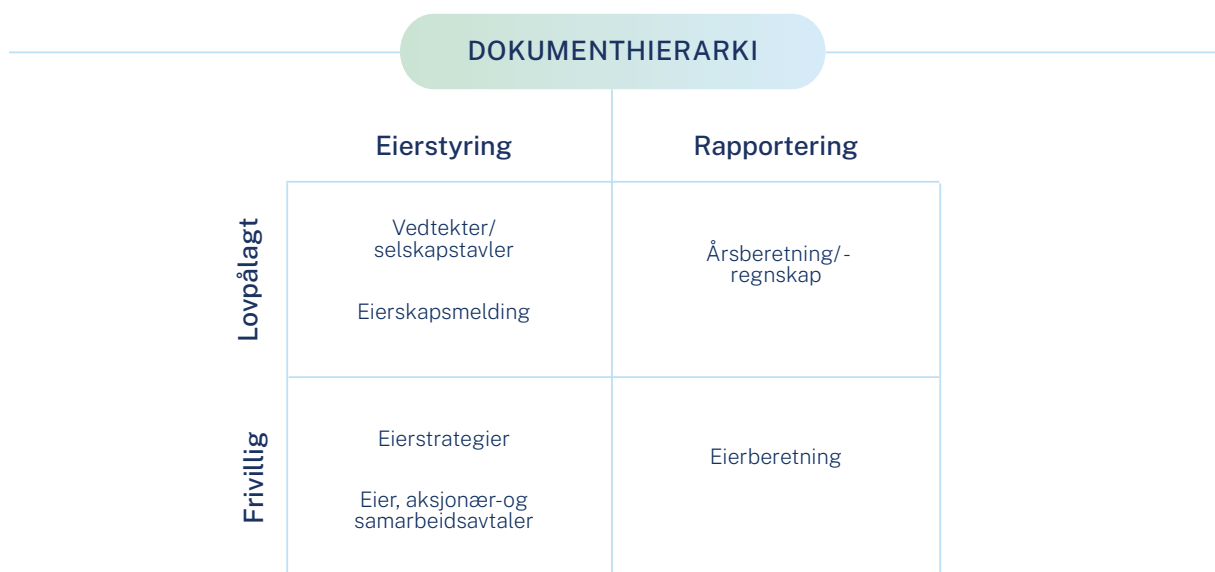 DOKUMENTHIERARKI
Eierstyring
Rapportering
Lovpålagt
Vedtekter/
selskapstavler
Eierskapsmelding
Årsberetning/-
regnskap
Frivillig
Eierstrategier
Eier, aksjonær-og
samarbeidsavtaler
Eierberetning